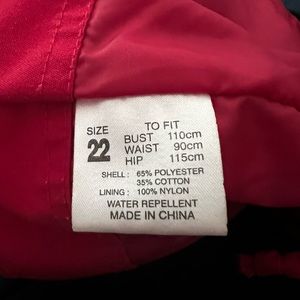 SIZE
22
TO FIT
BUST 110cm
WAIST 90cm
HIP 115cm
SHELL : 65% POLYESTER
35% COTTON
LINING : 100% NYLON
WATER REPELLENT
MADE IN CHINA